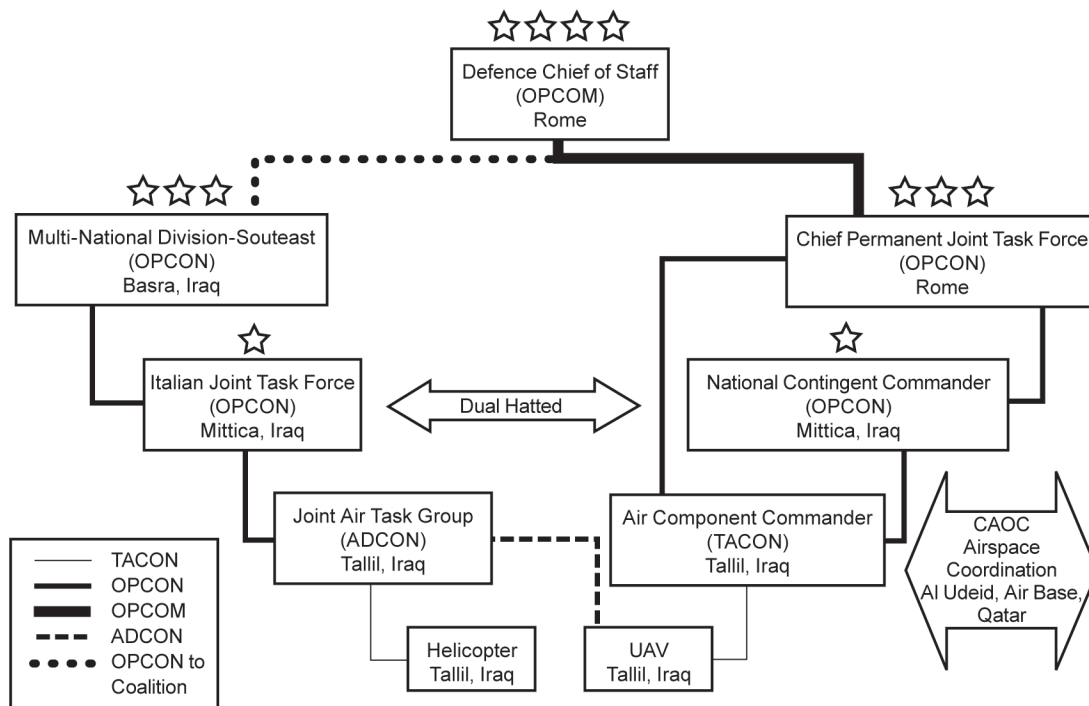 Defence Chief of Staff
(OPCOM)
Rome
Multi-National Division-Souteast
(OPCON)
Basra, Iraq
Chief Permanent Joint Task Force
(OPCON)
Rome
Italian Joint Task Force
(OPCON)
Mittica, Iraq
Dual Hatted
National Contingent Commander
(OPCON)
Mittica, Iraq
Joint Air Task Group
(ADCON)
Tallil, Iraq
Air Component Commander
(TACON)
Tallil, Iraq
CAOC
Airspace
Coordination
Al Udeid, Air Base,
Qatar
TACON
OPCON
OPCOM
ADCON
OPCON to
Coalition
Helicopter
Tallil, Iraq
UAV
Tallil, Iraq